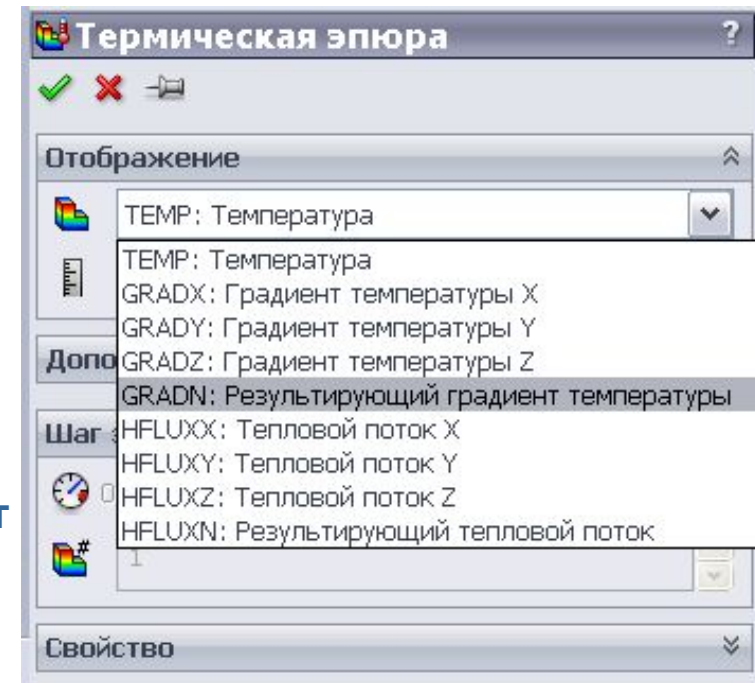 Термическая эпюра ?
Отображение
TEMP: Температура
TEMP: Температура
GRADX: Градиент температуры X
GRADY: Градиент температуры Y
GRADZ: Градиент температуры Z
GRADN: Результирующий градиент температуры
HFLUXX: Тепловой поток X
HFLUXY: Тепловой поток Y
HFLUXZ: Тепловой поток Z
HFLUXN: Результирующий тепловой поток
Шаг
т
#
1
Свойство